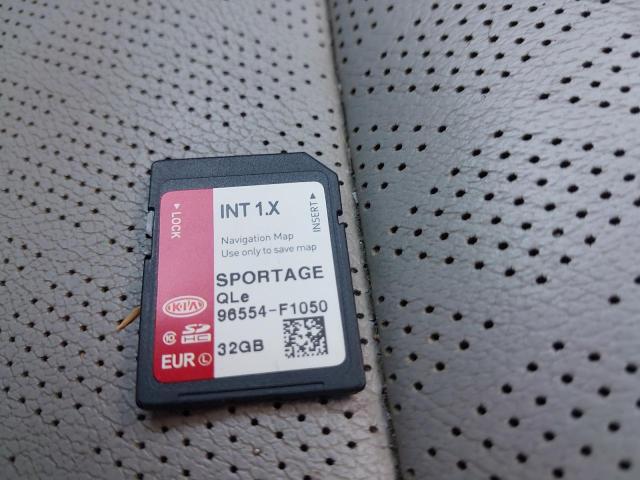 LOCK
INT 1.X
INSERT
Navigation Map
Use only to save map
SPORTAGE
QLe
KIA
96554-F1050
10 SD HC
32GB
EUR L